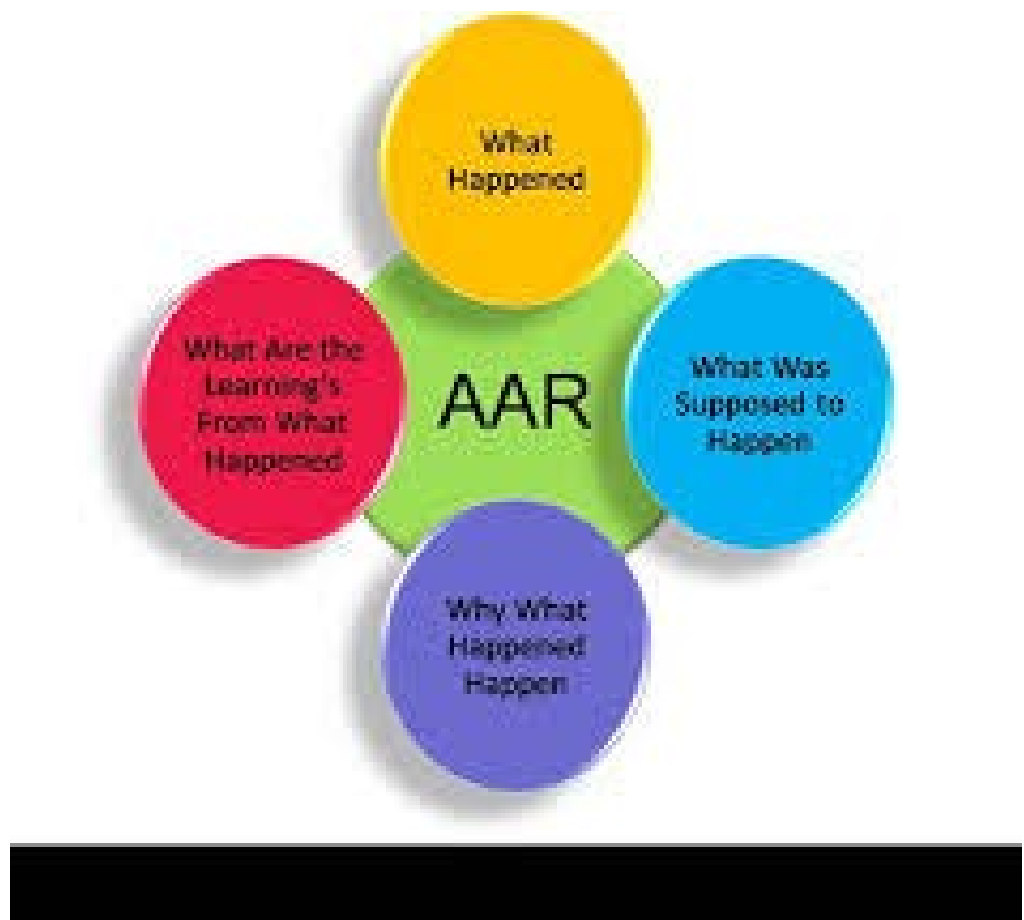 What
Happened
What Are the
Learning's
From What
Happened
AAR
What Was
Supposed to
Happen
Why What
Happened
Happen